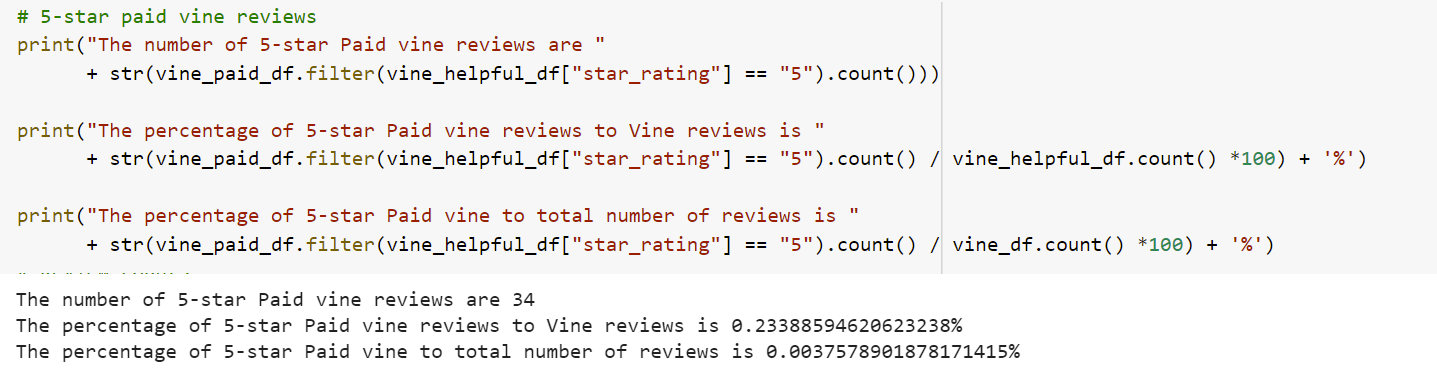 # 5-star paid vine reviews
print("The number of 5-star Paid vine reviews are "
      + str(vine_paid_df.filter(vine_helpful_df["star_rating"] == "5").count()))
print("The percentage of 5-star Paid vine reviews to Vine reviews is "
      + str(vine_paid_df.filter(vine_helpful_df["star_rating"] == "5").count() / vine_helpful_df.count() *100) + '%')
print("The percentage of 5-star Paid vine to total number of reviews is "
      + str(vine_paid_df.filter(vine_helpful_df["star_rating"] == "5").count() / vine_df.count() *100) + '%')
The number of 5-star Paid vine reviews are 34
The percentage of 5-star Paid vine reviews to Vine reviews is 0.23388594620623238%
The percentage of 5-star Paid vine to total number of reviews is 0.0037578901878171415%